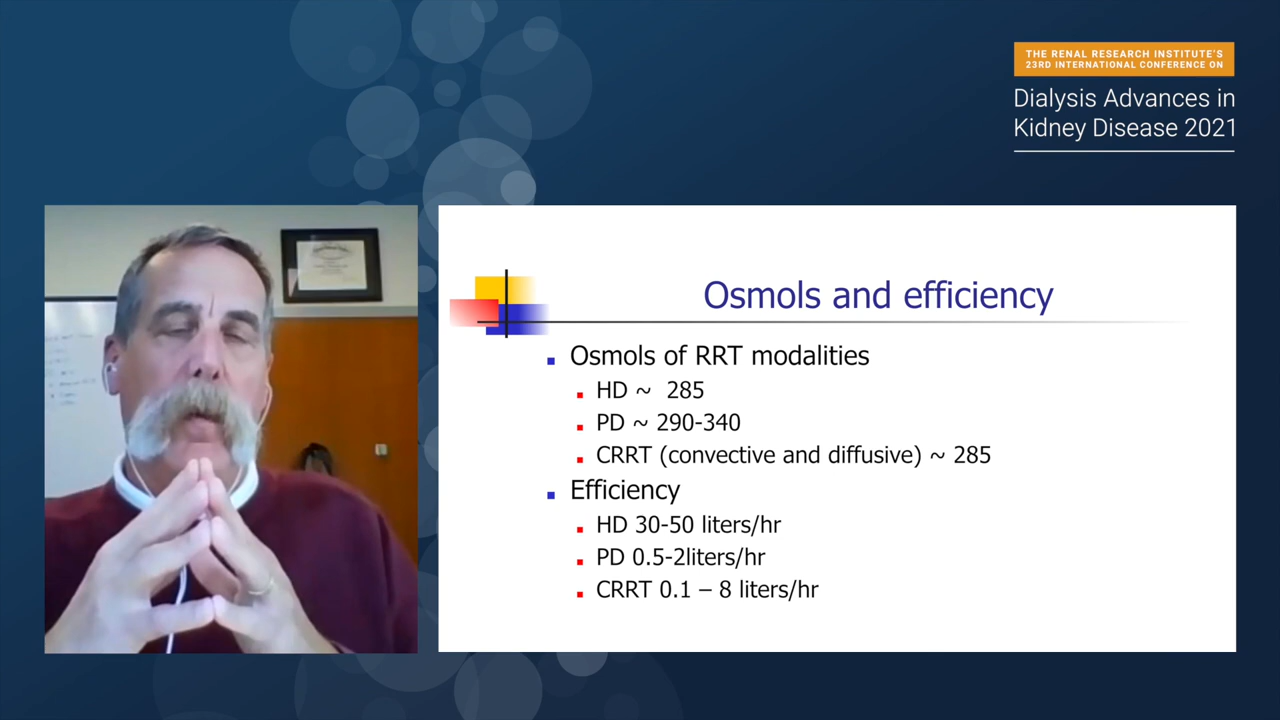 THE RENAL RESEARCH INSTITUTE'S
23RD INTERNATIONAL CONFERENCE ON
Dialysis Advances in
Kidney Disease 2021
Osmols and efficiency
Osmols of RRT modalities
HD ~ 285
PD ~ 290-340
CRRT (convective and diffusive) ~ 285
Efficiency
HD 30-50 liters/hr
PD 0.5-2liters/hr
CRRT 0.1 – 8 liters/hr